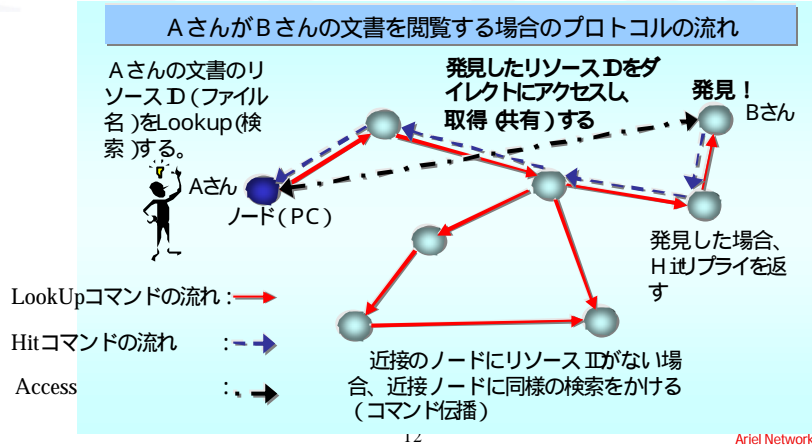 AさんがBさんの文書を閲覧する場合のプロトコルの流れ
Aさんの文書のリ
ソースID(ファイル
名)をLookup(検
索)する。
発見したリソースIDをダ
イレクトにアクセスし、
取得(共有)する
発見!
Bさん
Aさん
ノード(PC)
発見した場合、
Hitリプライを返
す
LookUpコマンドの流れ:
Hitコマンドの流れ :
Access :
近接のノードにリソースIDがない場
合、近接ノードに同様の検索をかける
(コマンド伝播)
12
Ariel Network